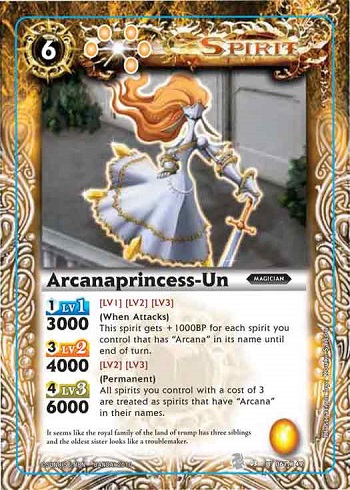 6
SPIRIT
Arcanaprincess-Un
MAGICIAN
1 LV1
3000
[LV1] [LV2] [LV3]
(When Attacks)
This spirit gets +1000BP for each spirit you
control that has "Arcana" in its name until
end of turn.
3 LV2
4000
[LV2] [LV3]
(Permanent)
All spirits you control with a cost of 3
are treated as spirits that have "Arcana"
in their names.
4 LV3
6000
It seems like the royal family of the land of trump has three siblings
and the oldest sister looks like a troublemaker.